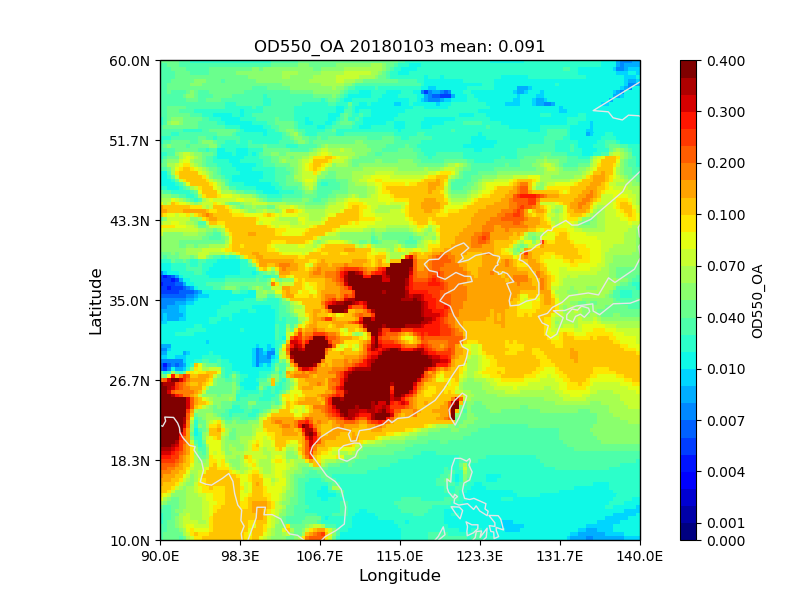 OD550_OA 20180103 mean: 0.091
60.0N
51.7N
43.3N
35.0N
26.7N
18.3N
10.0N
Latitude
90.0E 98.3E 106.7E 115.0E 123.3E 131.7E 140.0E
Longitude
0.400
0.300
0.200
0.100
0.070
0.040
0.010
0.007
0.004
0.001
0.000
OD550_OA